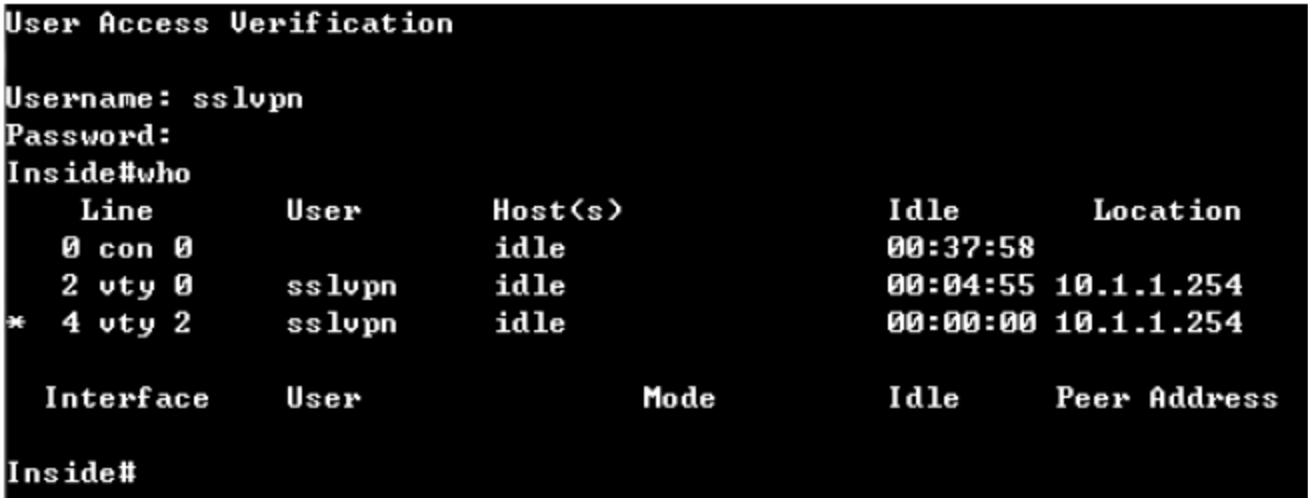 User Access Verification
Username: sslvpn
Password:
Inside#who
Line User Host(s) Idle Location
0 con 0 idle 00:37:58
2 vty 0 sslvpn idle 00:04:55 10.1.1.254
* 4 vty 2 sslvpn idle 00:00:00 10.1.1.254
Interface User Mode Idle Peer Address
Inside#